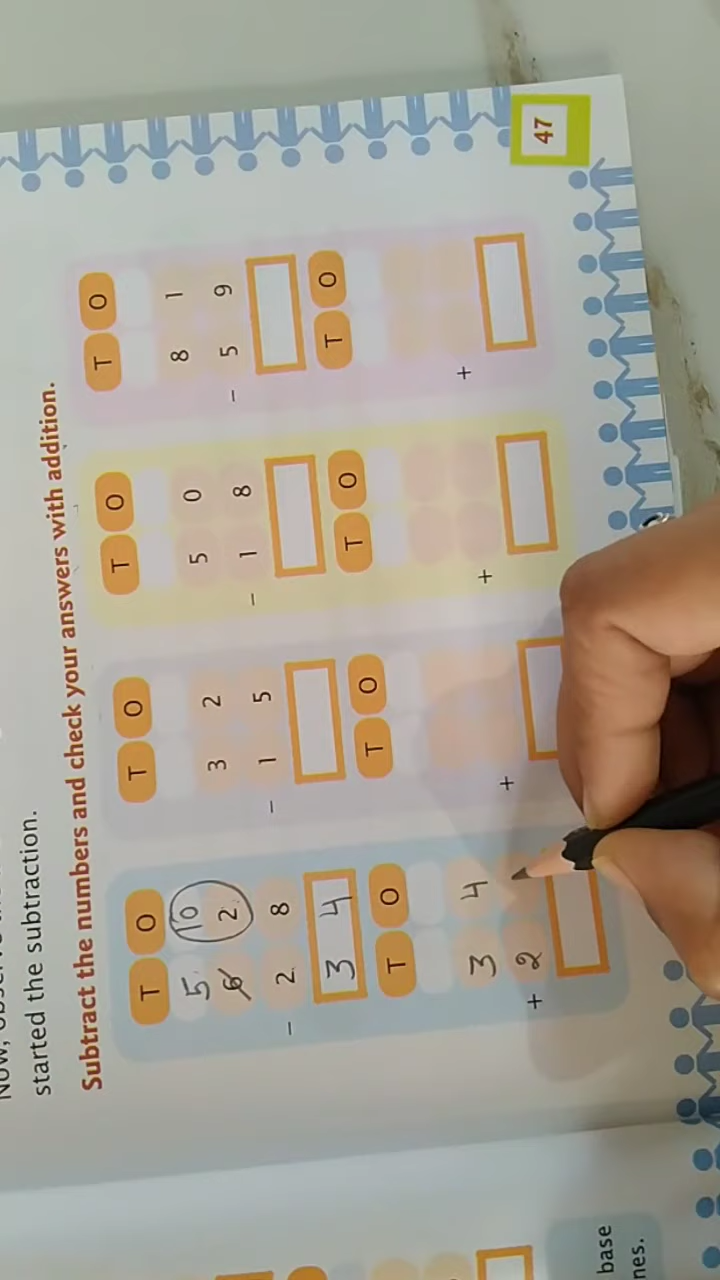 started the subtraction.
Subtract the numbers and check your answers with addition.
T O
5 10
6 2
- 2 8
3 4
T O
3 4
+ 2
T O
3 2
- 1 5
T O
+
T O
5 0
- 1 8
T O
+
T O
8 1
- 5 9
T O
+
47
base
nes.